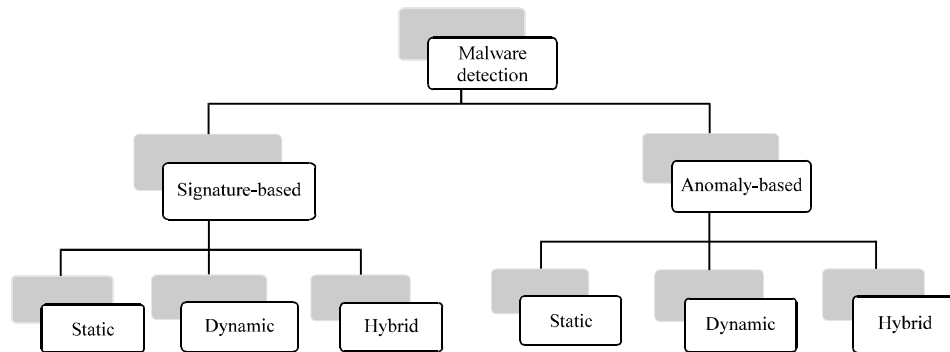 Malware
detection
Signature-based
Anomaly-based
Static
Dynamic
Hybrid
Static
Dynamic
Hybrid